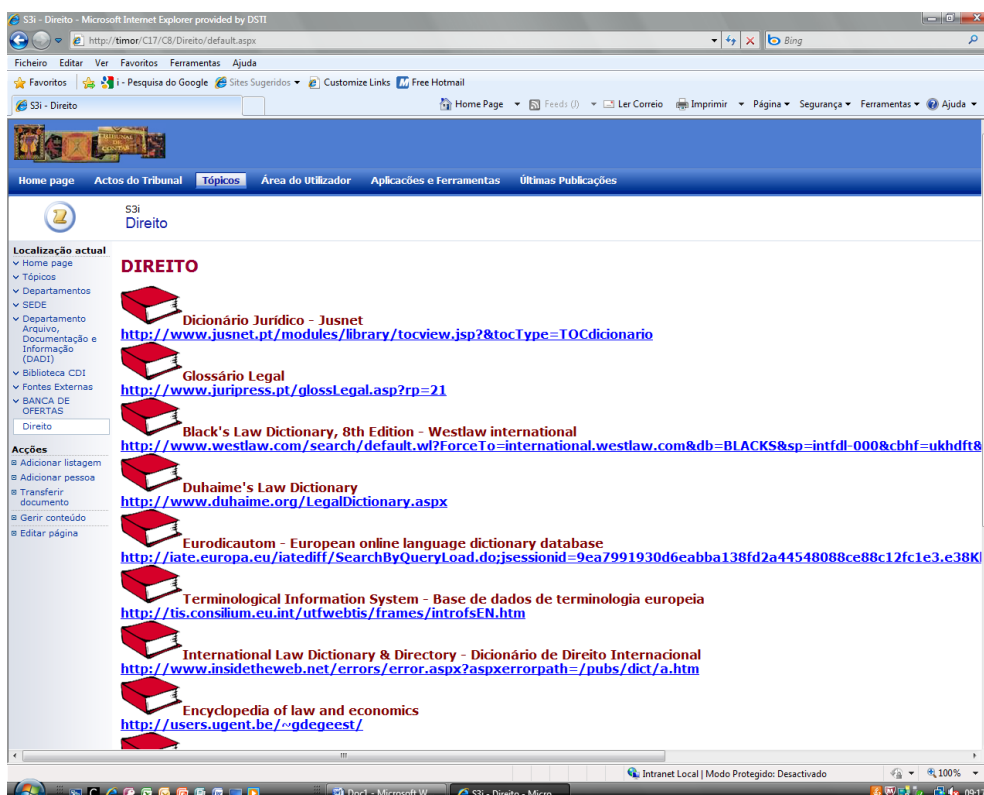 S3i - Direito - Microsoft Internet Explorer provided by DSTI
http://timor/C17/C8/Direito/default.aspx
Bing
Ficheiro Editar Ver Favoritos Ferramentas Ajuda
Favoritos i - Pesquisa do Google Sites Sugeridos Customize Links Free Hotmail
S3i - Direito Home Page Feeds (J) Ler Correio Imprimir Página Segurança Ferramentas Ajuda
TRIBUNAL
DE
CONTAS
Home page Actos do Tribunal Tópicos Área do Utilizador Aplicacões e Ferramentas Últimas Publicações
S3i
Direito
Localização actual
Home page
Tópicos
Departamentos
SEDE
Departamento
Arquivo,
Documentação e
Informação
(DADI)
Biblioteca CDI
Fontes Externas
BANCA DE
OFERTAS
Direito
Acções
Adicionar listagem
Adicionar pessoa
Transferir
documento
Gerir conteúdo
Editar página
DIREITO
Dicionário Jurídico - Jusnet
http://www.jusnet.pt/modules/library/tocview.jsp?&tocType=TOCdicionario
Glossário Legal
http://www.juripress.pt/glossLegal.asp?rp=21
Black's Law Dictionary, 8th Edition - Westlaw international
http://www.westlaw.com/search/default.wl?ForceTo=international.westlaw.com&db=BLACKS&sp=intfdl-000&cbhf=ukhdft&
Duhaime's Law Dictionary
http://www.duhaime.org/LegalDictionary.aspx
Eurodicautom - European online language dictionary database
http://iate.europa.eu/iatediff/SearchByQueryLoad.do;jsessionid=9ea7991930d6eabba138fd2a44548088ce88c12fc1e3.e38K
Terminological Information System - Base de dados de terminologia europeia
http://tis.consilium.eu.int/utfwebtis/frames/introfsEN.htm
International Law Dictionary & Directory - Dicionário de Direito Internacional
http://www.insidetheweb.net/errors/error.aspx?aspxerrorpath=/pubs/dict/a.htm
Encyclopedia of law and economics
http://users.ugent.be/~gdegeest/
Intranet Local | Modo Protegido: Desactivado 100%
Doc1 - Microsoft W... S3i - Direito - Micro... 09:17